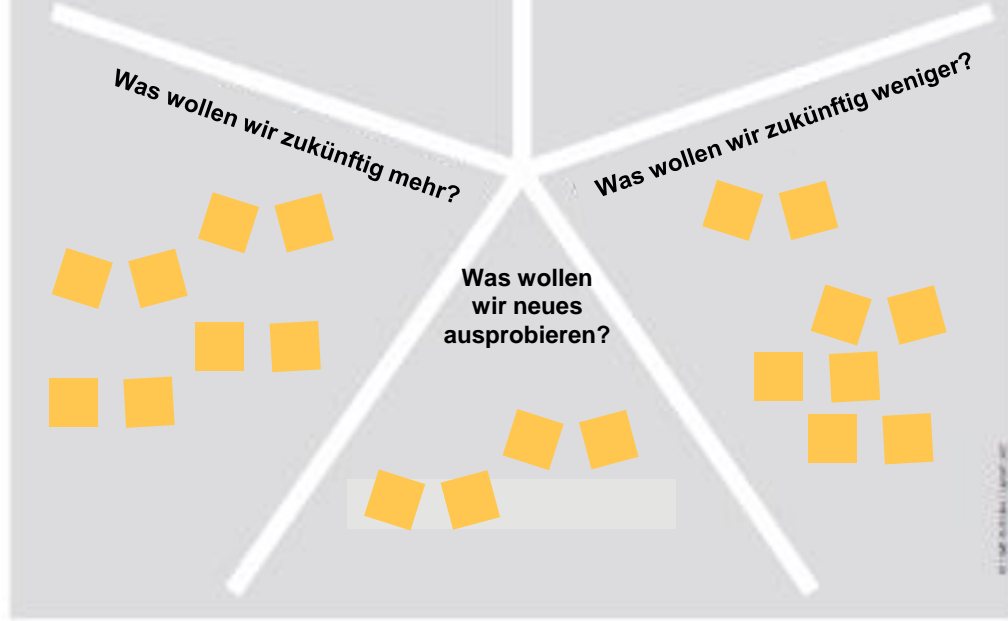 Was wollen wir zukünftig mehr?
Was wollen wir zukünftig weniger?
Was wollen
wir neues
ausprobieren?